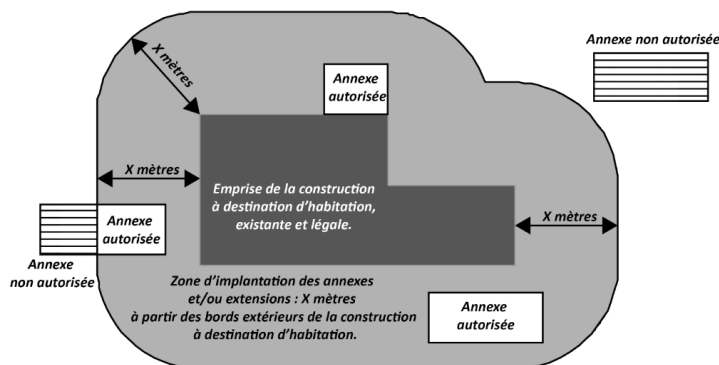 X mètres
Annexe
autorisée
Annexe non autorisée
X mètres
Emprise de la construction
à destination d'habitation,
existante et légale.
X mètres
Annexe
autorisée
Annexe
non autorisée
Zone d'implantation des annexes
et/ou extensions : X mètres
à partir des bords extérieurs de la construction
à destination d'habitation.
Annexe
autorisée